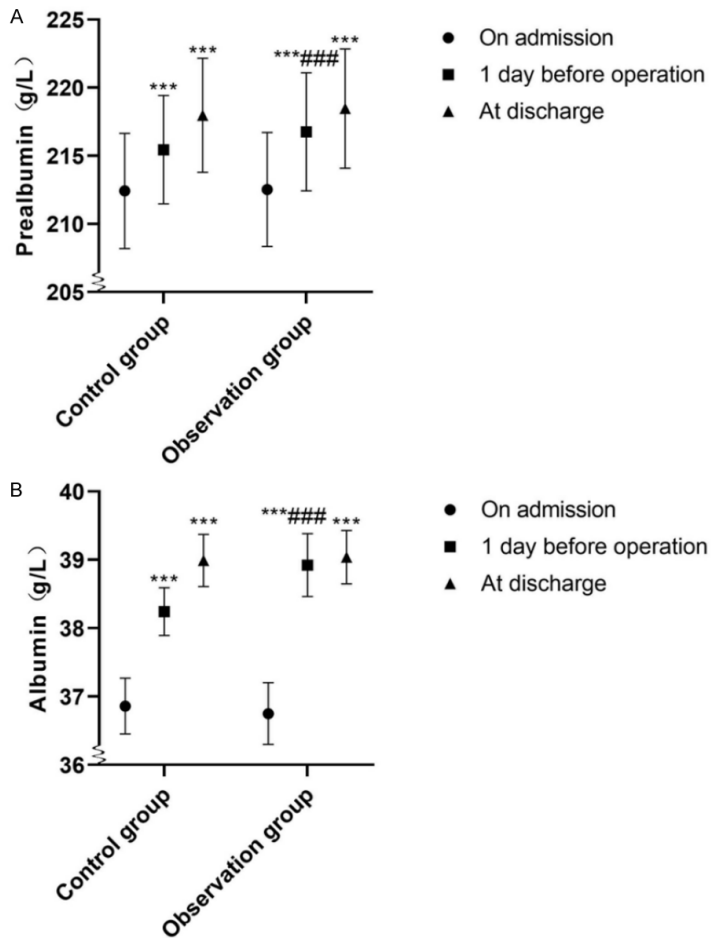 A
Prealbumin (g/L)
225
220
215
210
205
***
***
***###
***
Control group
Observation group
● On admission
■ 1 day before operation
▲ At discharge
B
Albumin (g/L)
40
39
38
37
36
***
***
***###
***
Control group
Observation group
● On admission
■ 1 day before operation
▲ At discharge